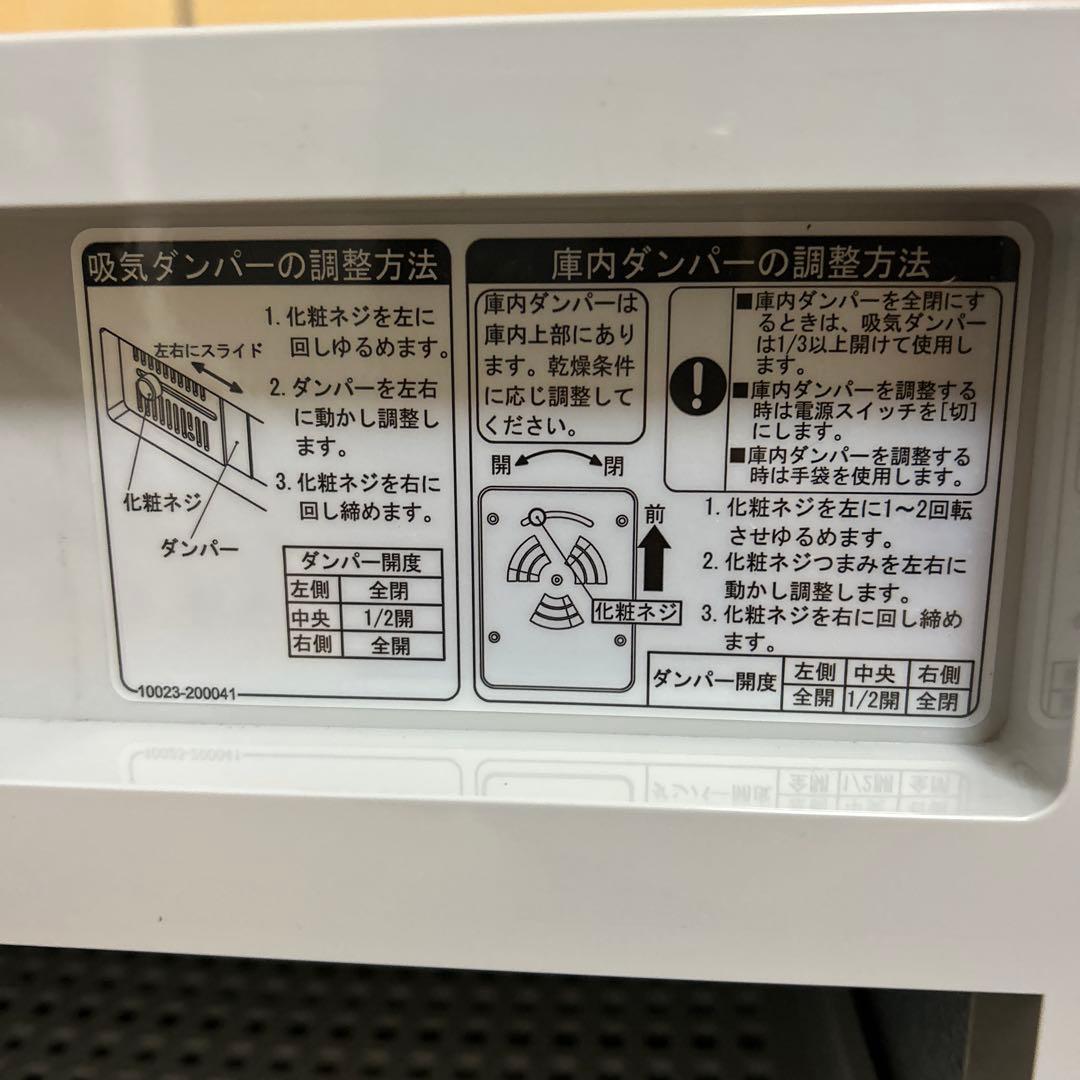 吸気ダンパーの調整方法
1. 化粧ネジを左に
回しゆるめます。
左右にスライド
2. ダンパーを左右
に動かし調整し
ます。
3. 化粧ネジを右に
回し締めます。
化粧ネジ
ダンパー
ダンパー開度
左側 全閉
中央 1/2開
右側 全開
10023-200041
庫内ダンパーの調整方法
庫内ダンパーは
庫内上部にあり
ます。乾燥条件
に応じ調整して
ください。
■庫内ダンパーを全閉にす
るときは、吸気ダンパー
は1/3以上開けて使用し
ます。
■庫内ダンパーを調整する
時は電源スイッチを[切]
にします。
■庫内ダンパーを調整する
時は手袋を使用します。
開 閉
前
化粧ネジ
1. 化粧ネジを左に1～2回転
させゆるめます。
2. 化粧ネジつまみを左右に
動かし調整します。
3. 化粧ネジを右に回し締め
ます。
ダンパー開度
左側 中央 右側
全開 1/2開 全閉